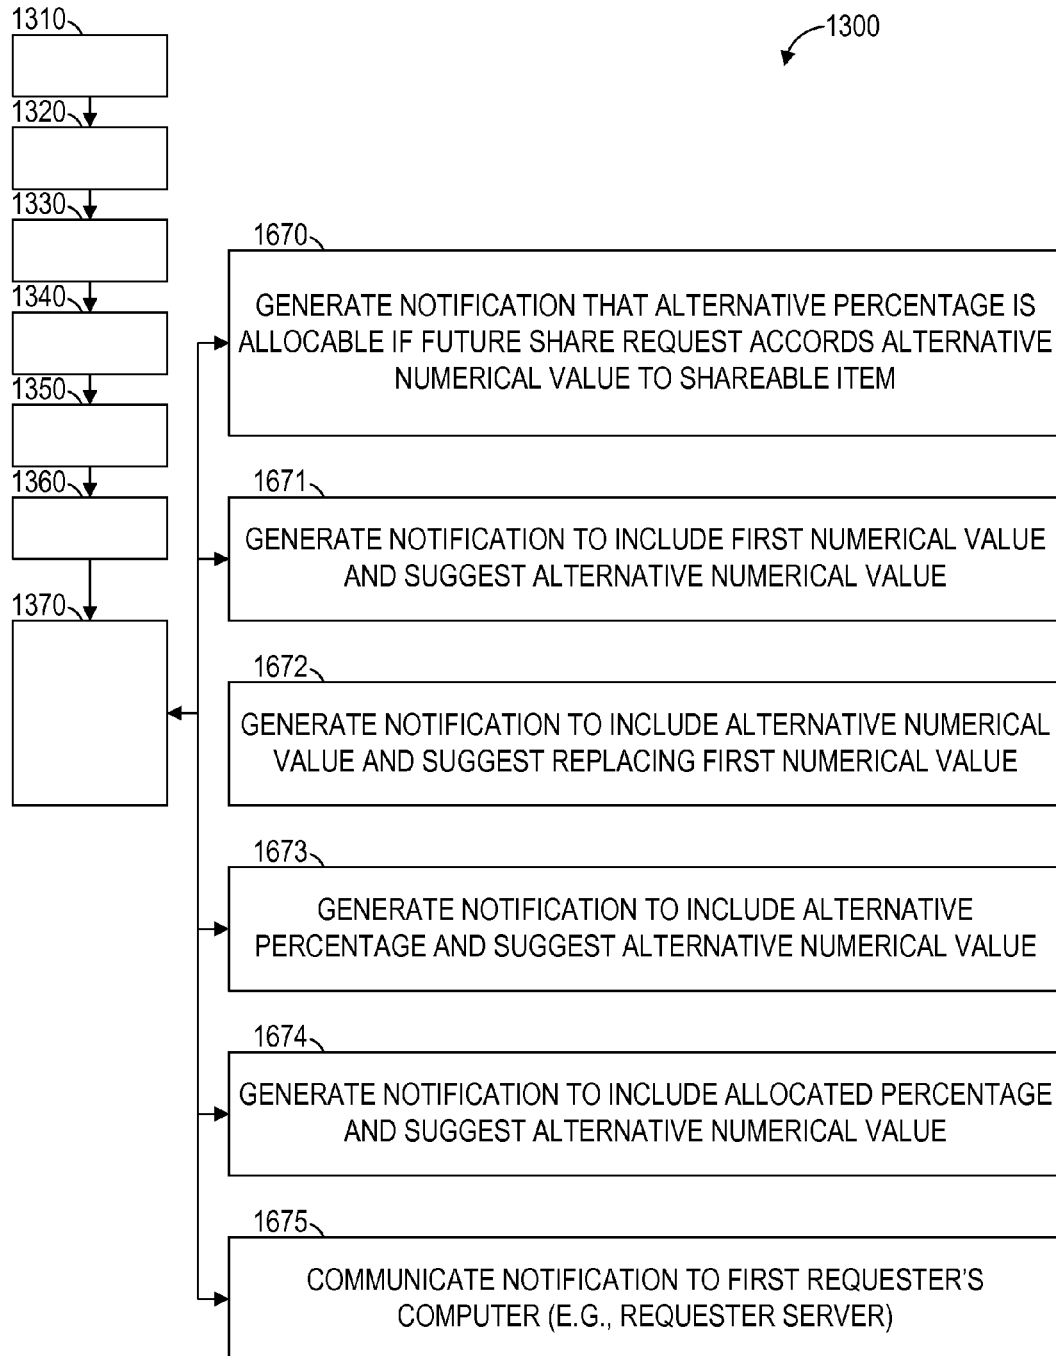 1310
1300
1320
1330
1340
1350
1360
1370
1670
GENERATE NOTIFICATION THAT ALTERNATIVE PERCENTAGE IS
ALLOCABLE IF FUTURE SHARE REQUEST ACCORDS ALTERNATIVE
NUMERICAL VALUE TO SHAREABLE ITEM
1671
GENERATE NOTIFICATION TO INCLUDE FIRST NUMERICAL VALUE
AND SUGGEST ALTERNATIVE NUMERICAL VALUE
1672
GENERATE NOTIFICATION TO INCLUDE ALTERNATIVE NUMERICAL
VALUE AND SUGGEST REPLACING FIRST NUMERICAL VALUE
1673
GENERATE NOTIFICATION TO INCLUDE ALTERNATIVE
PERCENTAGE AND SUGGEST ALTERNATIVE NUMERICAL VALUE
1674
GENERATE NOTIFICATION TO INCLUDE ALLOCATED PERCENTAGE
AND SUGGEST ALTERNATIVE NUMERICAL VALUE
1675
COMMUNICATE NOTIFICATION TO FIRST REQUESTER'S
COMPUTER (E.G., REQUESTER SERVER)